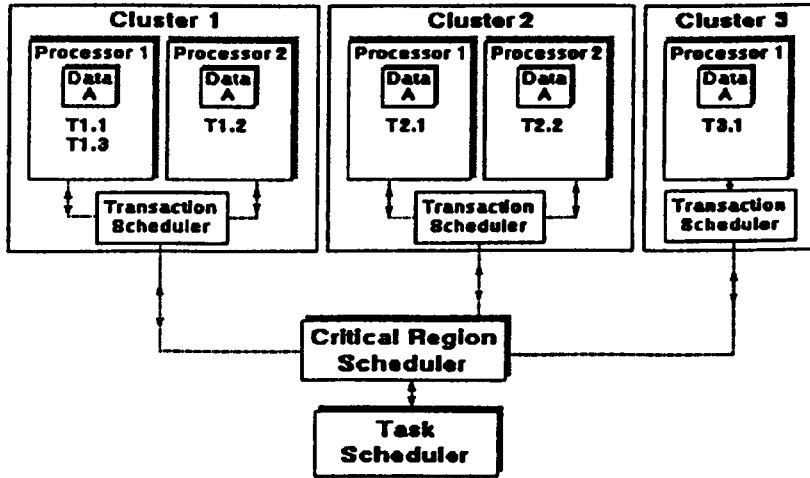 Cluster 1
Processor 1
Data
A
T1.1
T1.3
Processor 2
Data
A
T1.2
Transaction
Scheduler
Cluster 2
Processor 1
Data
A
T2.1
Processor 2
Data
A
T2.2
Transaction
Scheduler
Cluster 3
Processor 1
Data
A
T3.1
Transaction
Scheduler
Critical Region
Scheduler
Task
Scheduler